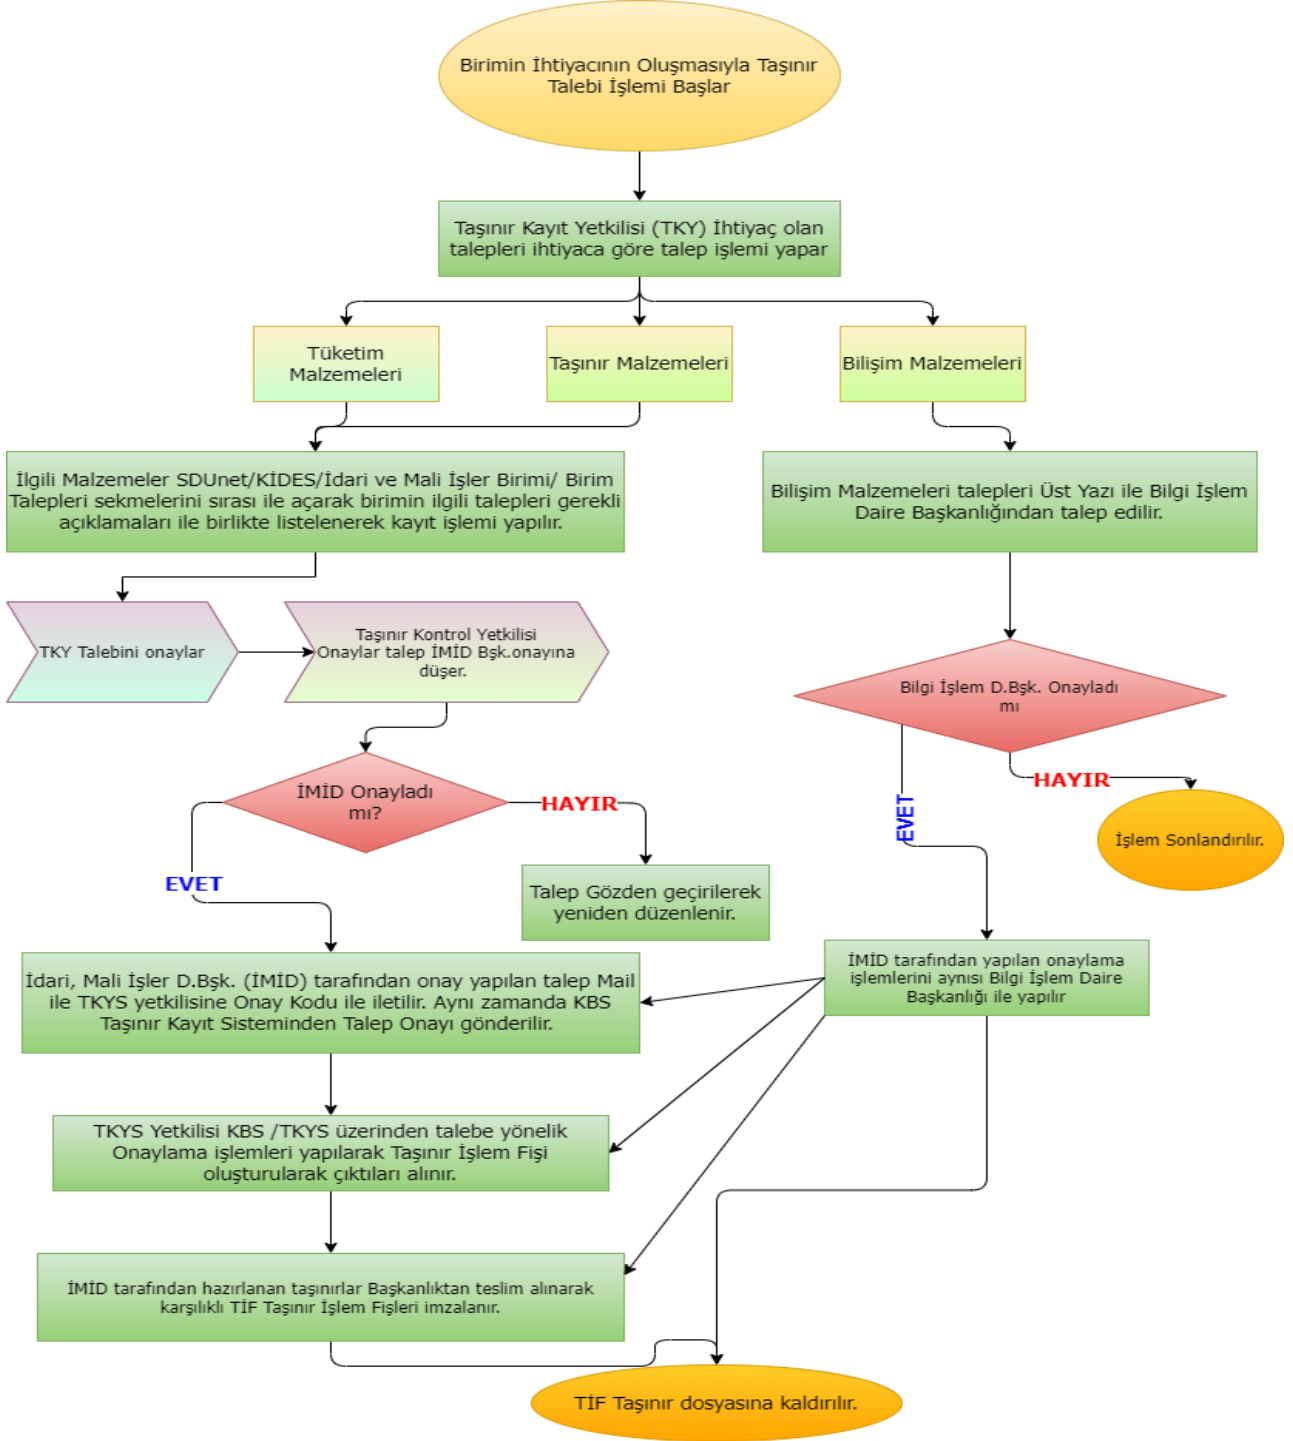 Birimin İhtiyacının Oluşmasıyla Taşınır
Talebi İşlemi Başlar
Taşınır Kayıt Yetkilisi (TKY) İhtiyaç olan
talepleri ihtiyaca göre talep işlemi yapar
Tüketim
Malzemeleri
Taşınır Malzemeleri
Bilişim Malzemeleri
İlgili Malzemeler SDUnet/KİDES/İdari ve Mali İşler Birimi/ Birim
Talepleri sekmelerini sırası ile açarak birimin ilgili talepleri gerekli
açıklamaları ile birlikte listelenerek kayıt işlemi yapılır.
Bilişim Malzemeleri talepleri Üst Yazı ile Bilgi İşlem
Daire Başkanlığından talep edilir.
TKY Talebini onaylar
Taşınır Kontrol Yetkilisi
Onaylar talep İMİD Bşk.onayına
düşer.
Bilgi İşlem D.Bşk. Onayladı
mı
İMİD Onayladı
mı?
HAYIR
HAYIR
EVET
EVET
İşlem Sonlandırılır.
Talep Gözden geçirilerek
yeniden düzenlenir.
İdari, Mali İşler D.Bşk. (İMİD) tarafından onay yapılan talep Mail
ile TKYS yetkilisine Onay Kodu ile iletilir. Aynı zamanda KBS
Taşınır Kayıt Sisteminden Talep Onayı gönderilir.
İMİD tarafından yapılan onaylama
işlemlerini aynısı Bilgi İşlem Daire
Başkanlığı ile yapılır
TKYS Yetkilisi KBS /TKYS üzerinden talebe yönelik
Onaylama işlemleri yapılarak Taşınır İşlem Fişi
oluşturularak çıktıları alınır.
İMİD tarafından hazırlanan taşınırlar Başkanlıktan teslim alınarak
karşılıklı TİF Taşınır İşlem Fişleri imzalanır.
TİF Taşınır dosyasına kaldırılır.